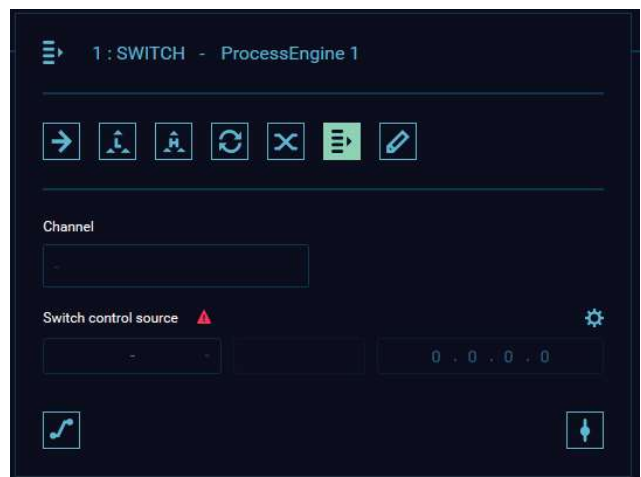 1 : SWITCH - ProcessEngine 1
L H
Channel
-
Switch control source
- 0 . 0 . 0 . 0